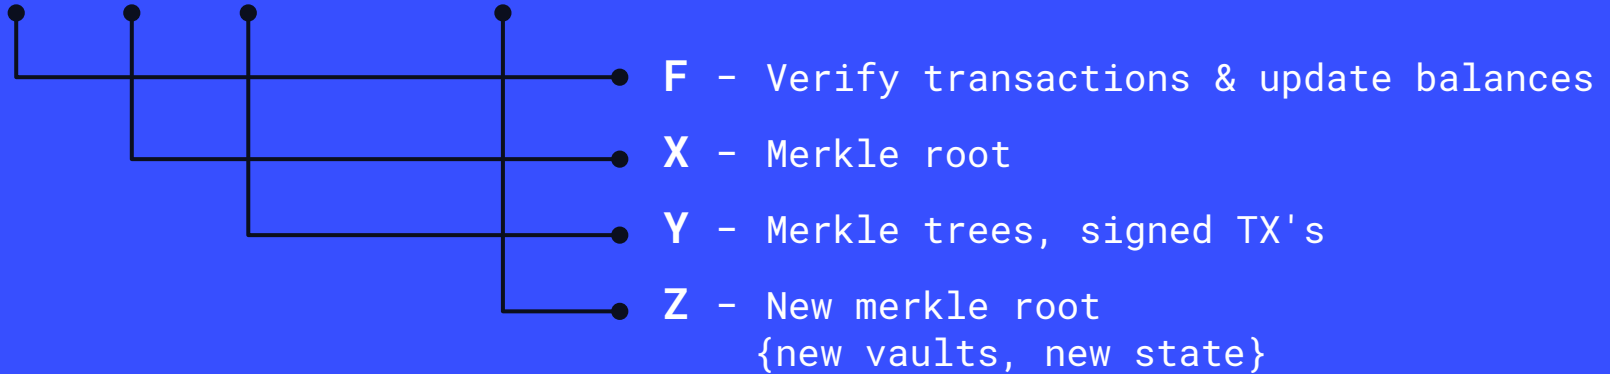 F - Verify transactions & update balances
X - Merkle root
Y - Merkle trees, signed TX's
Z - New merkle root
{new vaults, new state}